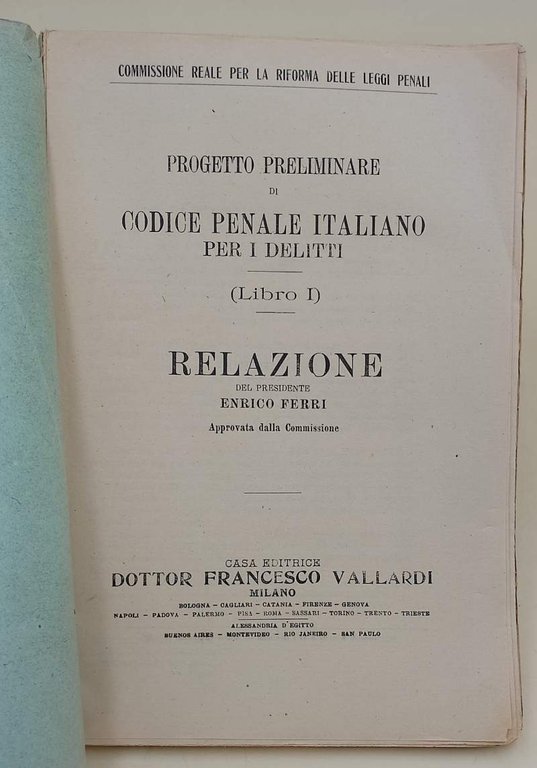 COMMISSIONE REALE PER LA RIFORMA DELLE LEGGI PENALI
PROGETTO PRELIMINARE
DI
CODICE PENALE ITALIANO
PER I DELITTI
(Libro I)
RELAZIONE
DEL PRESIDENTE
ENRICO FERRI
Approvata dalla Commissione
CASA EDITRICE
DOTTOR FRANCESCO VALLARDI
MILANO
BOLOGNA – CAGLIARI – CATANIA – FIRENZE – GENOVA
NAPOLI – PADOVA – PALERMO – PISA – ROMA – SASSARI – TORINO – TRENTO – TRIESTE
ALESSANDRIA D'EGITTO
BUENOS AIRES – MONTEVIDEO – RIO JANEIRO – SAN PAULO